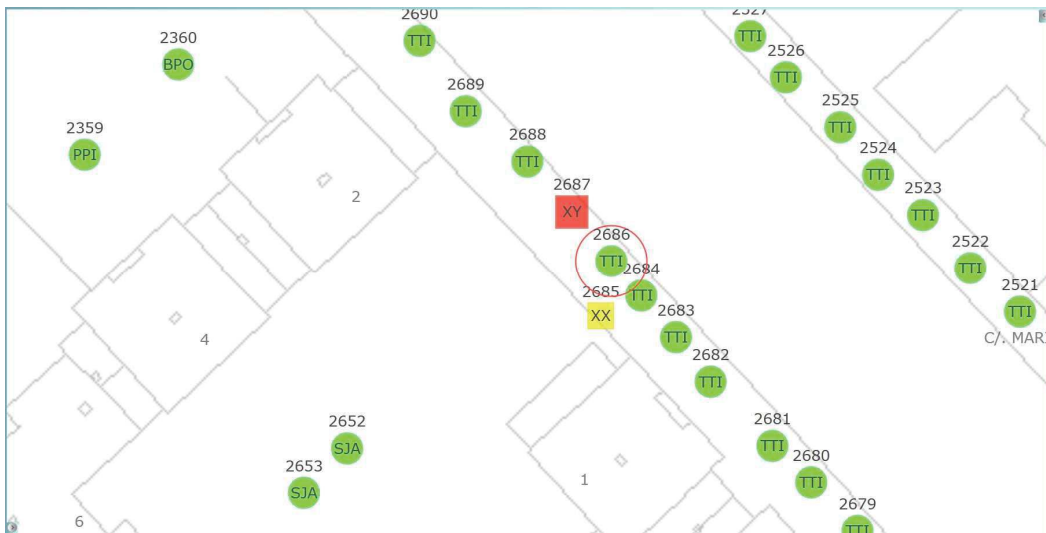 2690
TTI
2527
TTI
2360
BPO
2526
TTI
2689
TTI
2525
TTI
2359
PPI
2688
TTI
2524
TTI
2687
XY
2
2523
TTI
2686
TTI
2522
TTI
2684
TTI
2685
XX
2521
TTI
4
2683
TTI
C/. MAR
2682
TTI
2681
TTI
2652
SJA
2680
TTI
1
2653
SJA
2679
TTI
6